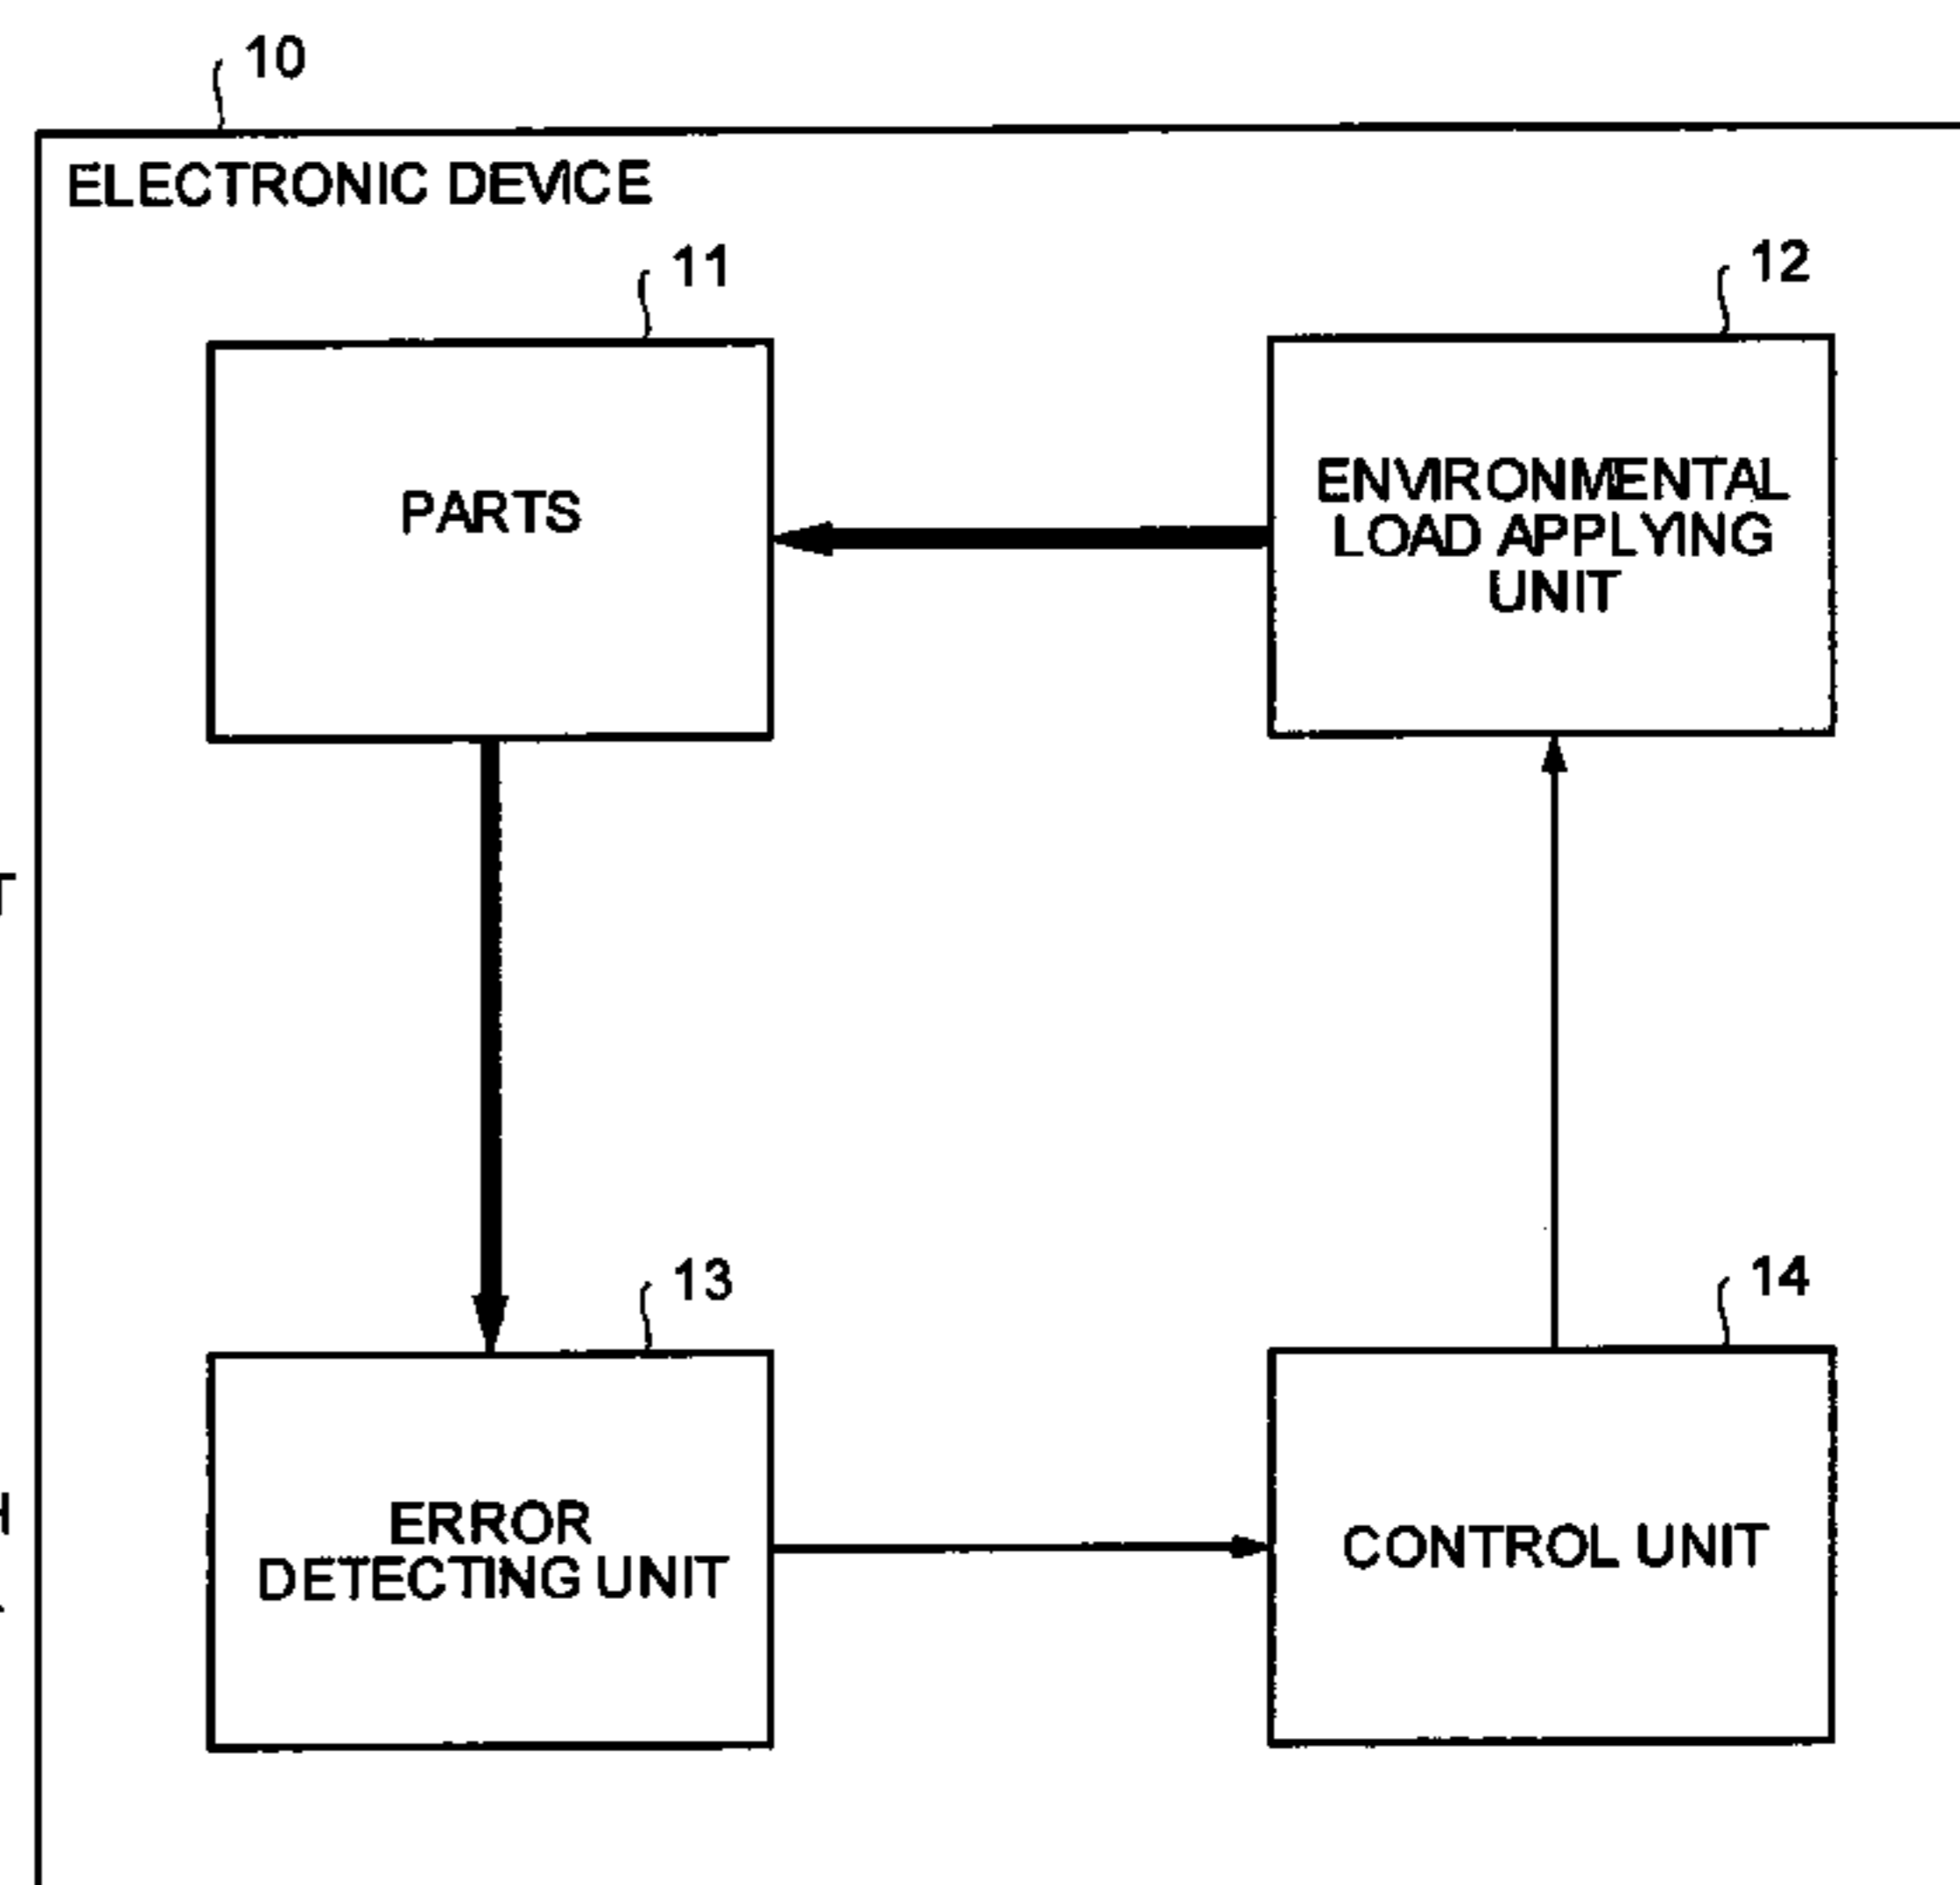 10
ELECTRONIC DEVICE
11
12
PARTS
ENVIRONMENTAL
LOAD APPLYING
UNIT
13
14
ERROR
DETECTING UNIT
CONTROL UNIT